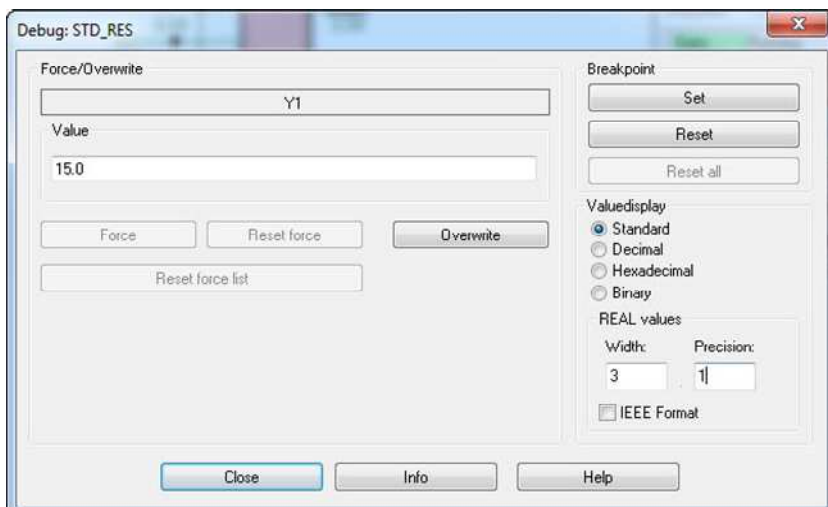 Debug: STD_RES
Force/Overwrite
Y1
Value
15.0
Force
Reset force
Overwrite
Reset force list
Breakpoint
Set
Reset
Reset all
Valuedisplay
Standard
Decimal
Hexadecimal
Binary
REAL values
Width: Precision:
3 . 1
IEEE Format
Close Info Help